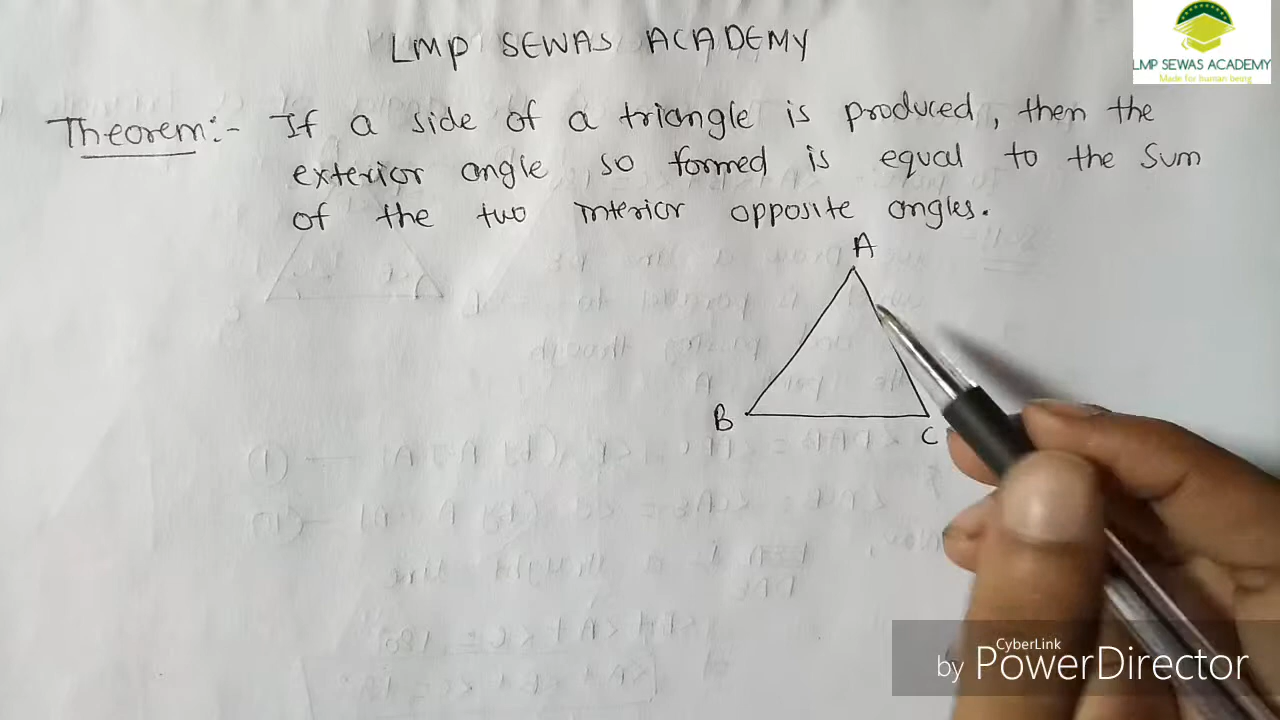 LMP SEWAS ACADEMY
LMP SEWAS ACADEMY
Made for human being
Theorem:- If a side of a triangle is produced, then the
exterior angle so formed is equal to the sum
of the two interior opposite angles.
A
B
C
CyberLink
by PowerDirector